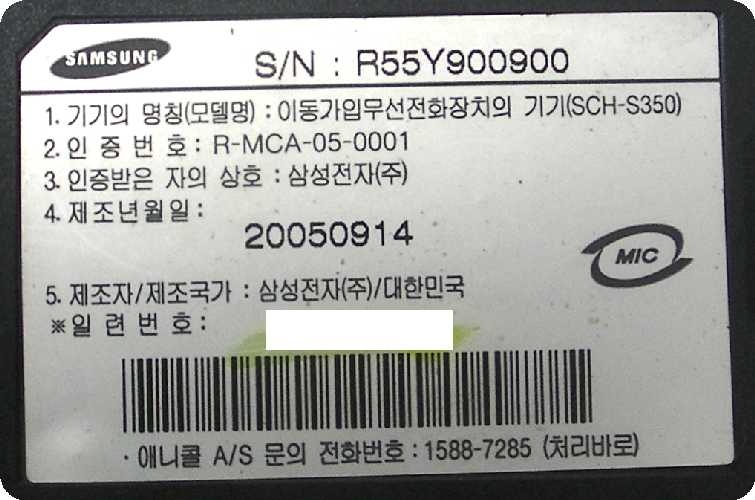 SAMSUNG
S/N : R55Y900900
1. 기기의 명칭(모델명) : 이동가입무선전화장치의 기기(SCH-S350)
2. 인 증 번 호 : R-MCA-05-0001
3. 인증받은 자의 상호 : 삼성전자(주)
4. 제조년월일 :
20050914
MIC
5. 제조자/제조국가 : 삼성전자(주)/대한민국
※일 련 번 호 :
· 애니콜 A/S 문의 전화번호 : 1588-7285 (처리바로)